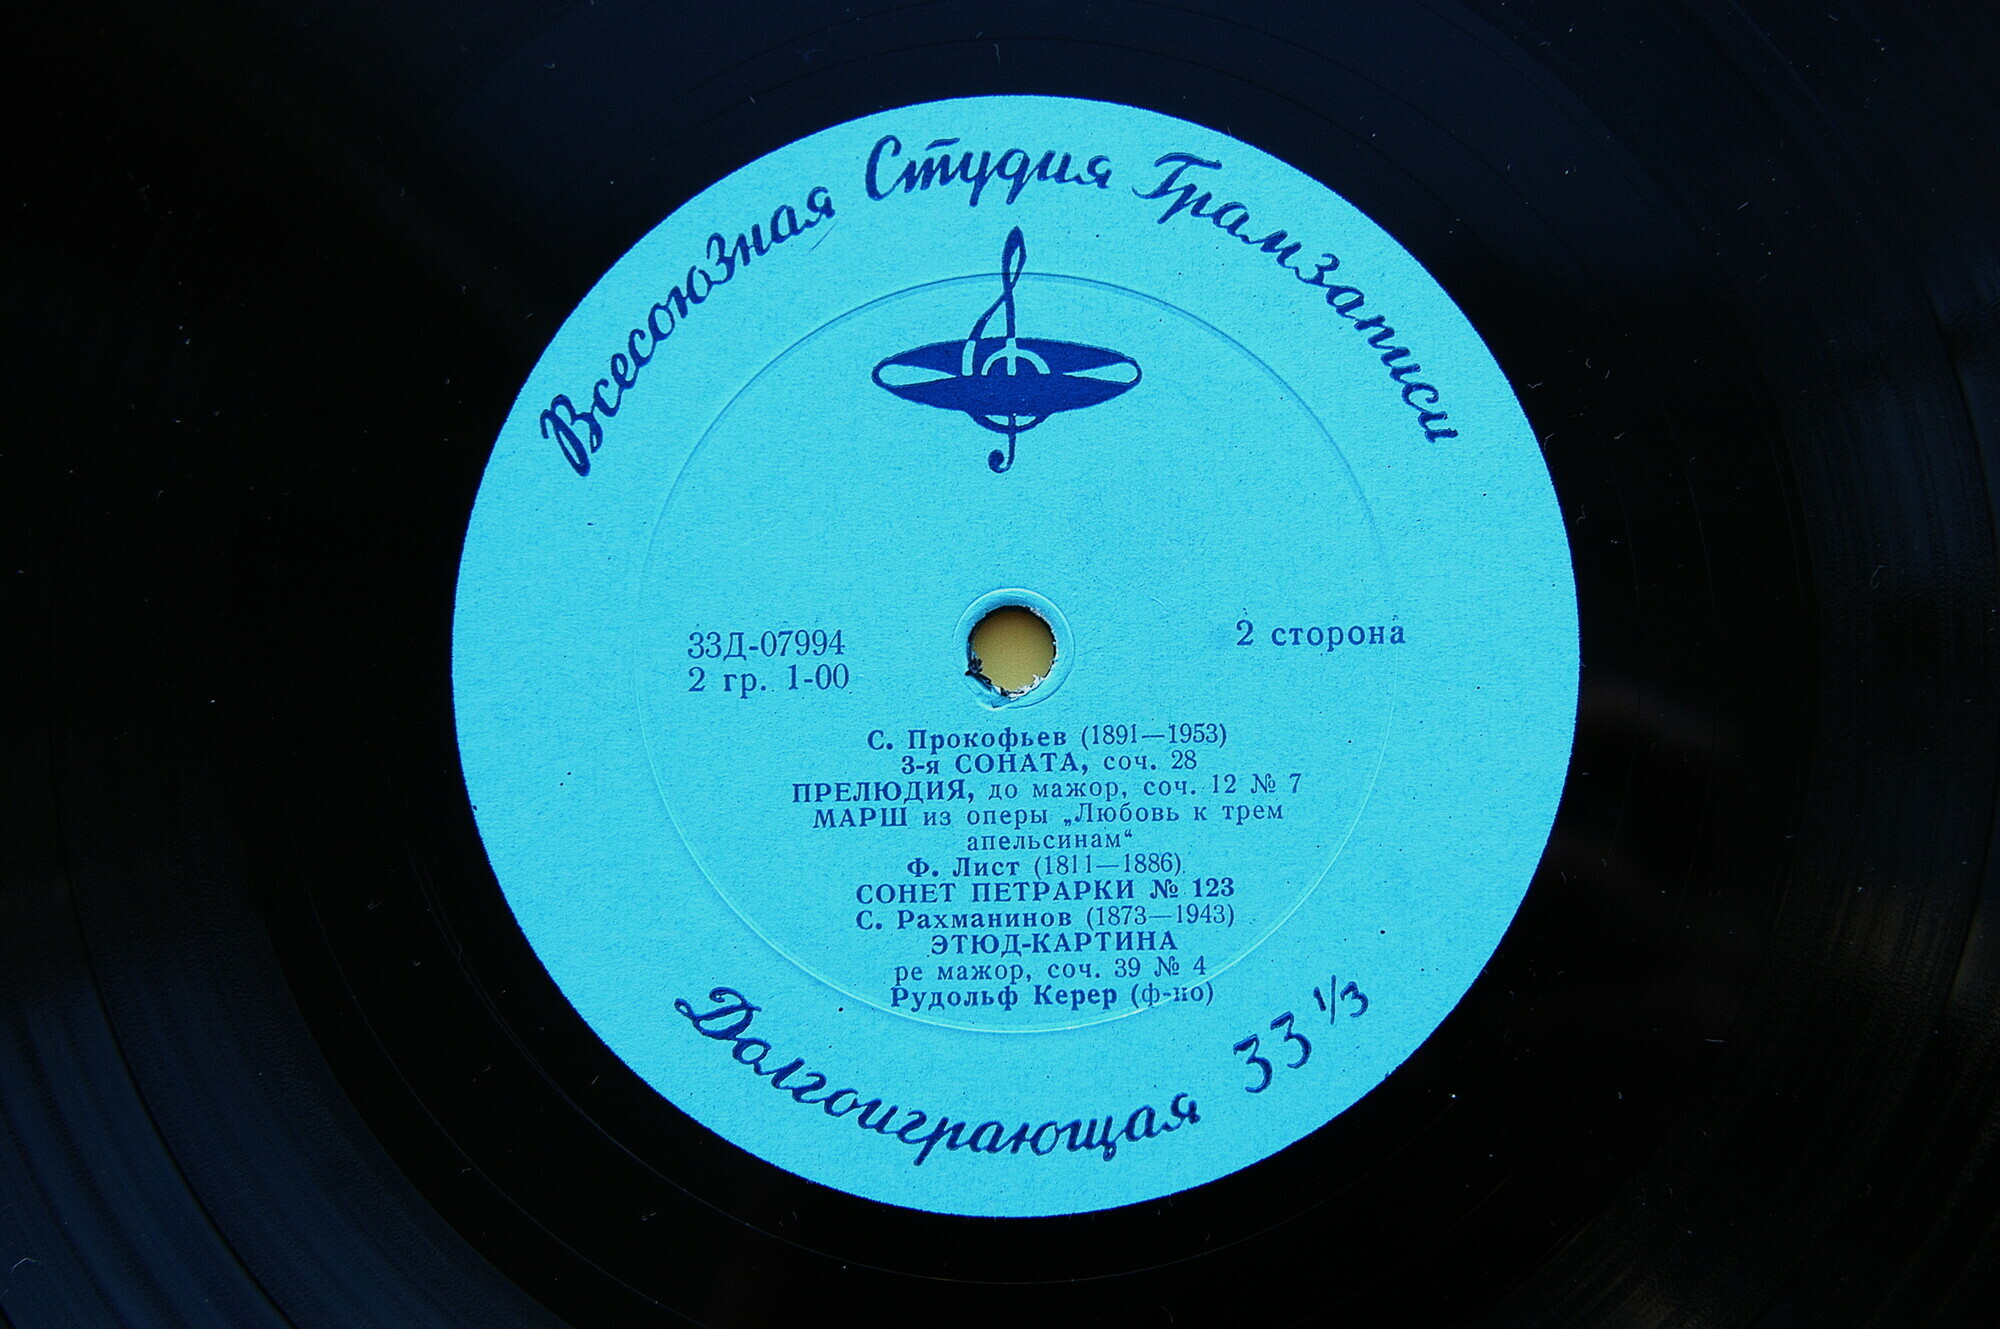 Всесоюзная Студия Грамзаписи
33Д-07994
2 гр. 1-00
2 сторона
С. Прокофьев (1891—1953)
3-я СОНАТА, соч. 28
ПРЕЛЮДИЯ, до мажор, соч. 12 № 7
МАРШ из оперы „Любовь к трем
апельсинам“
Ф. Лист (1811—1886)
СОНЕТ ПЕТРАРКИ № 123
С. Рахманинов (1873—1943)
ЭТЮД-КАРТИНА
ре мажор, соч. 39 № 4
Рудольф Керер (ф-но)
Долгоиграющая 33 1/3